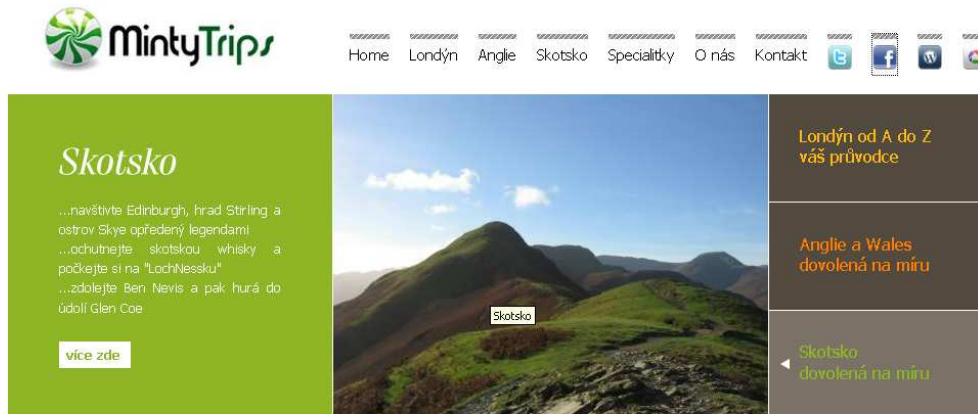 MintyTrips
Home Londýn Anglie Skotsko Specialitky O nás Kontakt
Skotsko
...navštivte Edinburgh, hrad Stirling a
ostrov Skye opředený legendami
...ochutnejte skotskou whisky a
počkejte si na "LochNessku"
...zdolejte Ben Nevis a pak hurá do
údolí Glen Coe
více zde
Skotsko
Londýn od A do Z
váš průvodce
Anglie a Wales
dovolená na míru
Skotsko
dovolená na míru